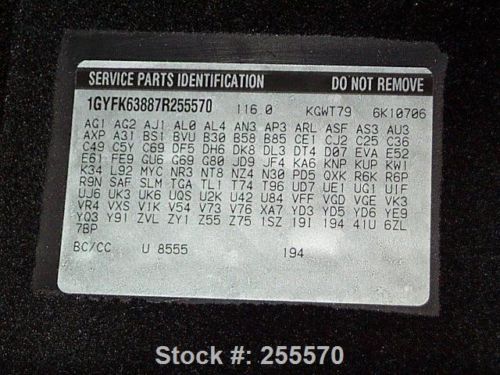 SERVICE PARTS IDENTIFICATION DO NOT REMOVE
1GYFK63887R255570 116.0 KGWT79 6K10706
AG1 AG2 AJ1 AL0 AL4 AN3 AP3 ARL ASF AS3 AU3
AXP A31 BS1 BVU B30 B58 B85 CE1 CJ2 C25 C36
C49 C5Y C69 DF5 DH6 DK8 DL3 DT4 D07 EVA E52
E61 FE9 GU6 G69 G80 JD9 JF4 KA6 KNP KUP KW1
K34 L92 MYC NR3 NT8 NZ4 N30 PD5 QXK R6K R6P
R9N SAF SLM TGA TL1 T74 T96 UD7 UE1 UG1 U1F
UJ6 UK3 UK6 UQS U2K U42 U84 VFF VGD VGE VK3
VR4 VXS V1K V54 V73 V76 XA7 YD3 YD5 YD6 YE9
YQ3 Y91 ZVL ZY1 Z55 Z75 1SZ 19I 194 41U 6ZL
7BP
BC/CC U 8555 194
Stock #: 255570